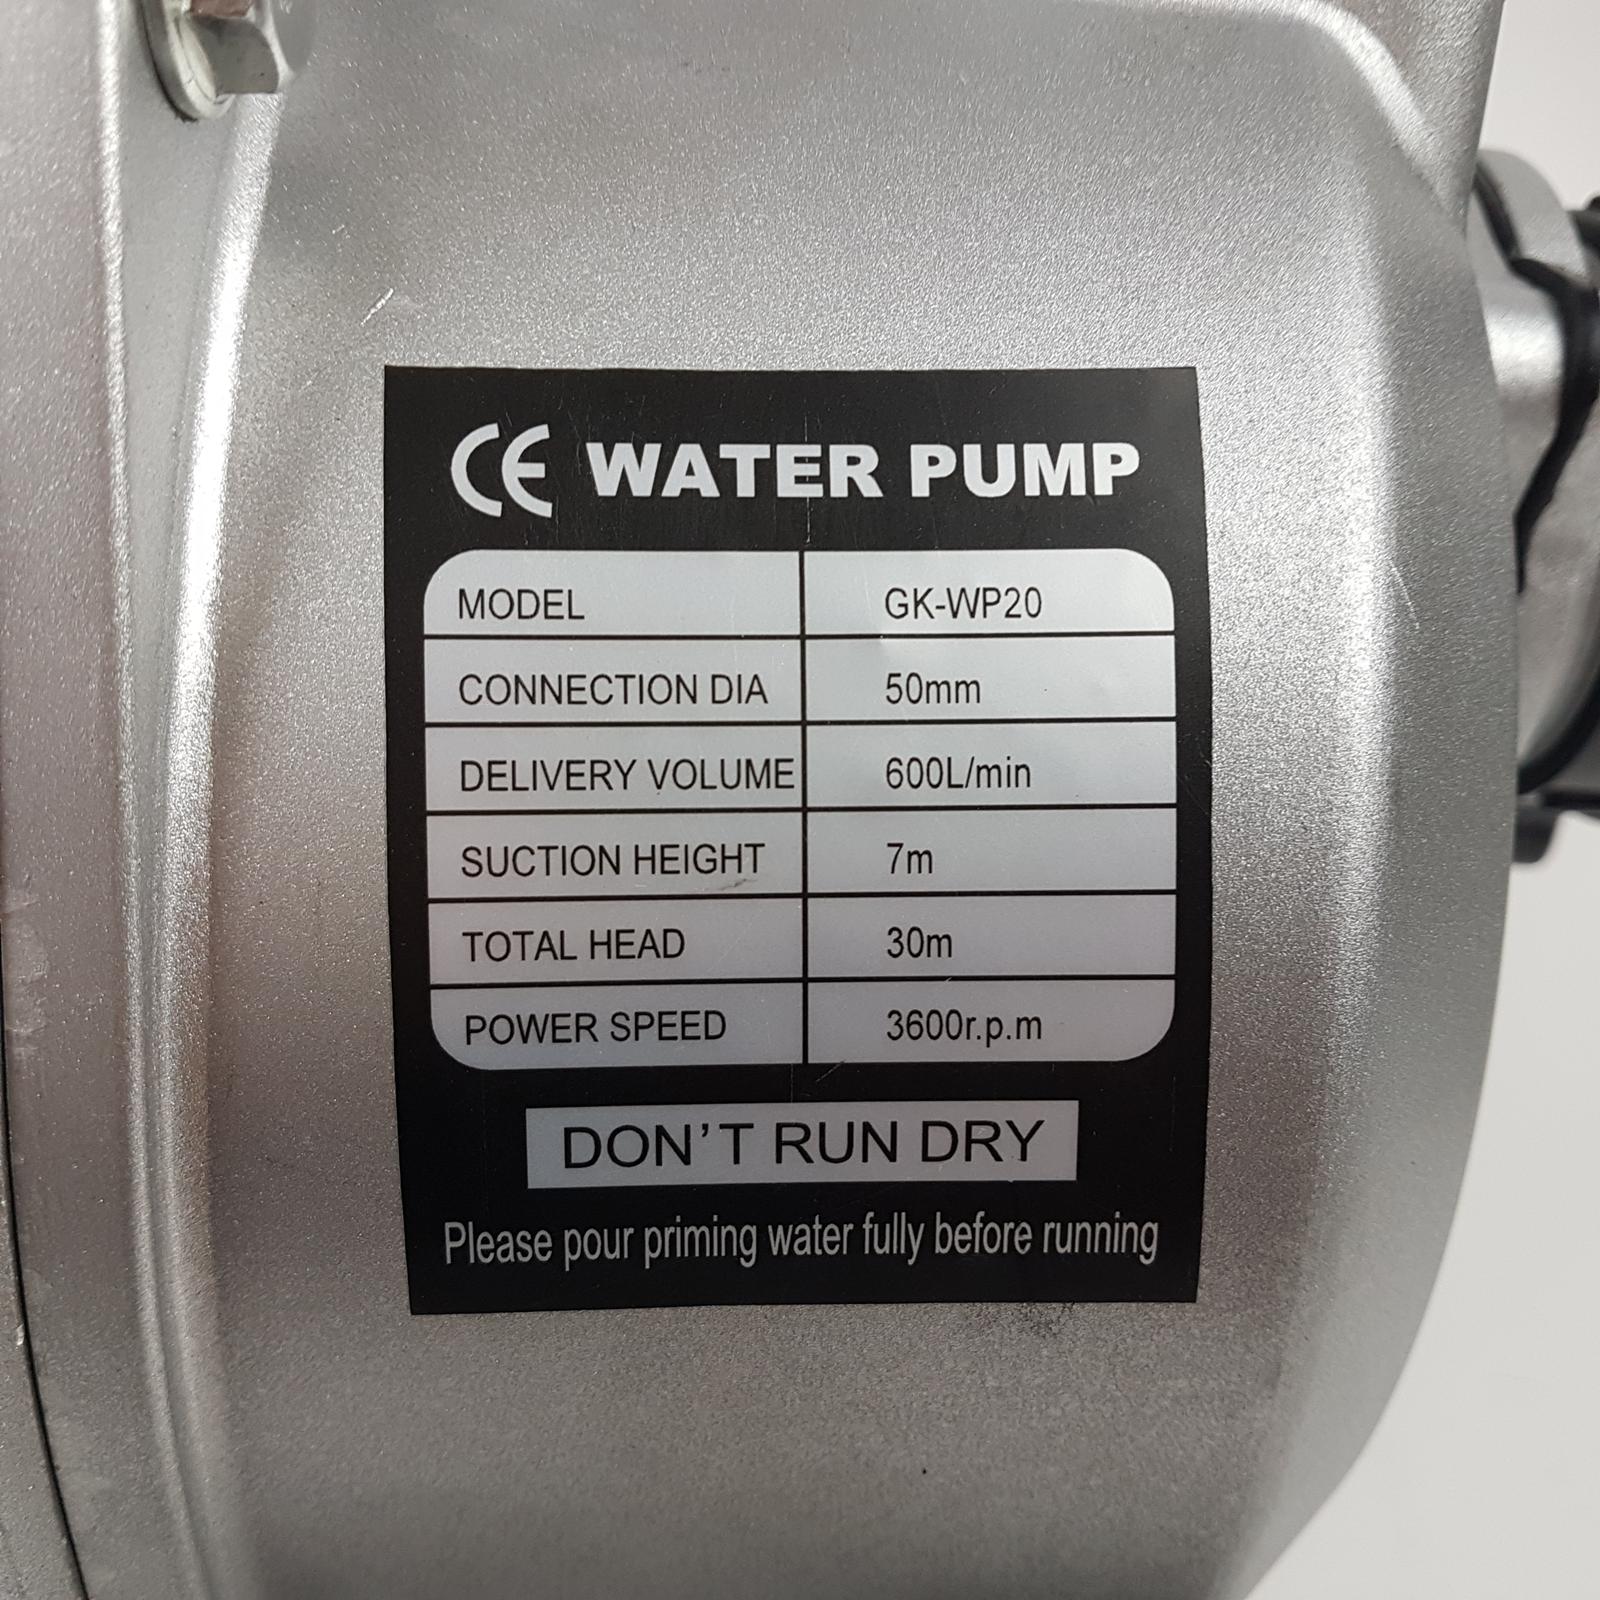 CE WATER PUMP
MODEL GK-WP20
CONNECTION DIA 50mm
DELIVERY VOLUME 600L/min
SUCTION HEIGHT 7m
TOTAL HEAD 30m
POWER SPEED 3600r.p.m
DON'T RUN DRY
Please pour priming water fully before running